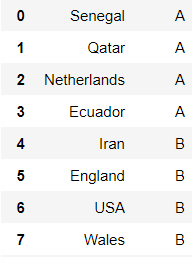 0 Senegal A
1 Qatar A
2 Netherlands A
3 Ecuador A
4 Iran B
5 England B
6 USA B
7 Wales B